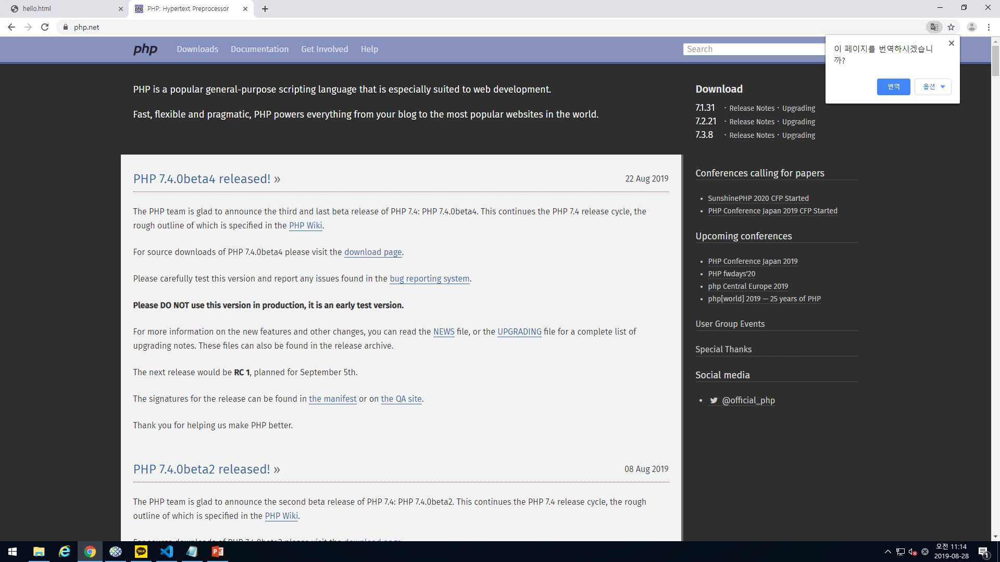 hello.html
php PHP: Hypertext Preprocessor
php.net
php Downloads Documentation Get Involved Help Search
이 페이지를 번역하시겠습니
까?
번역 옵션
PHP is a popular general-purpose scripting language that is especially suited to web development.
Fast, flexible and pragmatic, PHP powers everything from your blog to the most popular websites in the world.
Download
7.1.31 · Release Notes · Upgrading
7.2.21 · Release Notes · Upgrading
7.3.8 · Release Notes · Upgrading
PHP 7.4.0beta4 released! » 22 Aug 2019
The PHP team is glad to announce the third and last beta release of PHP 7.4: PHP 7.4.0beta4. This continues the PHP 7.4 release cycle, the
rough outline of which is specified in the PHP Wiki.
For source downloads of PHP 7.4.0beta4 please visit the download page.
Please carefully test this version and report any issues found in the bug reporting system.
Please DO NOT use this version in production, it is an early test version.
For more information on the new features and other changes, you can read the NEWS file, or the UPGRADING file for a complete list of
upgrading notes. These files can also be found in the release archive.
The next release would be RC 1, planned for September 5th.
The signatures for the release can be found in the manifest or on the QA site.
Thank you for helping us make PHP better.
PHP 7.4.0beta2 released! » 08 Aug 2019
The PHP team is glad to announce the second beta release of PHP 7.4: PHP 7.4.0beta2. This continues the PHP 7.4 release cycle, the rough
outline of which is specified in the PHP Wiki.
For source downloads of PHP 7.4.0beta2 please visit the download page.
Conferences calling for papers
SunshinePHP 2020 CFP Started
PHP Conference Japan 2019 CFP Started
Upcoming conferences
PHP Conference Japan 2019
PHP fwdays'20
php Central Europe 2019
php[world] 2019 — 25 years of PHP
User Group Events
Special Thanks
Social media
@official_php
TALK
오전 11:14
2019-08-28
1